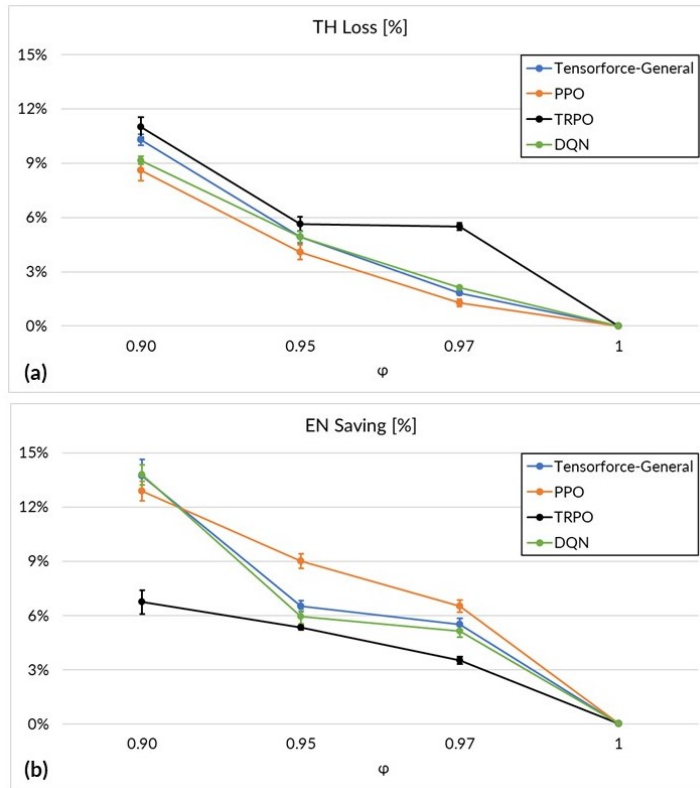 TH Loss [%]
15%
12%
9%
6%
3%
0%
Tensorforce-General
PPO
TRPO
DQN
0.90 0.95 0.97 1
φ
(a)
EN Saving [%]
15%
12%
9%
6%
3%
0%
Tensorforce-General
PPO
TRPO
DQN
0.90 0.95 0.97 1
φ
(b)